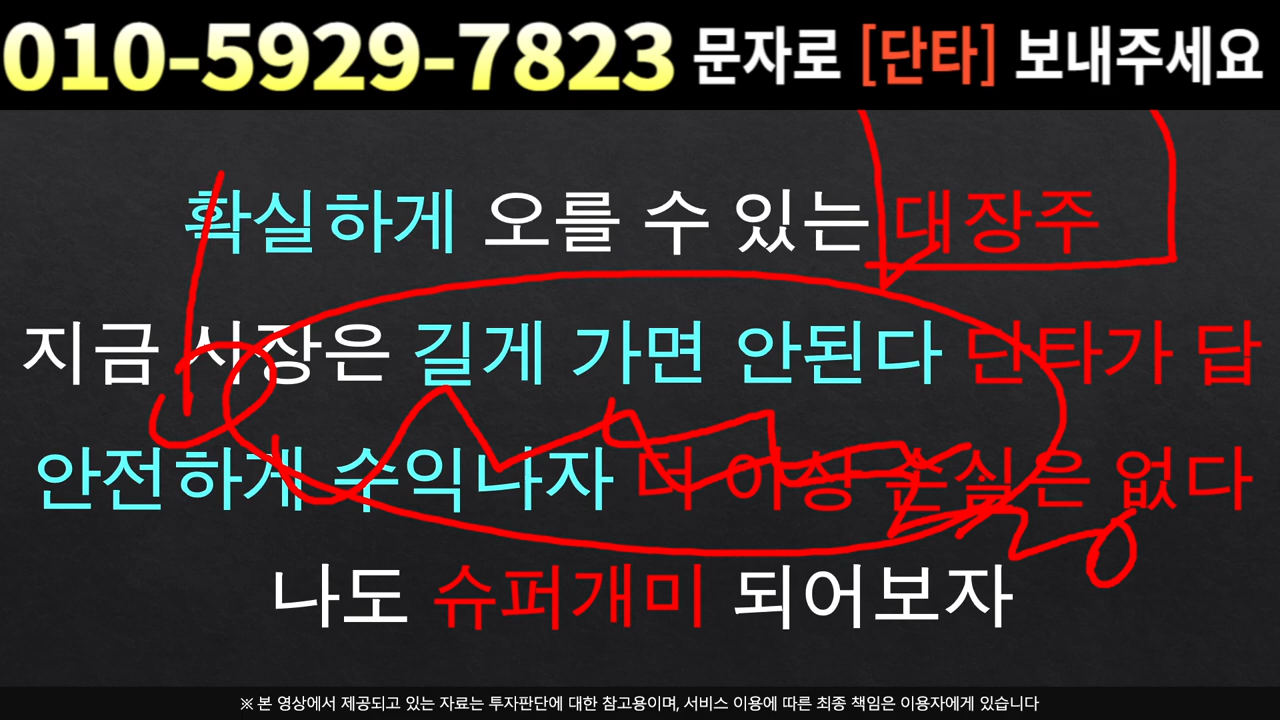 010-5929-7823 문자로 [단타] 보내주세요
확실하게 오를 수 있는 대장주
지금 시장은 길게 가면 안된다 단타가 답
안전하게 수익나자 더 이상 손실은 없다
나도 슈퍼개미 되어보자
※ 본 영상에서 제공되고 있는 자료는 투자판단에 대한 참고용이며, 서비스 이용에 따른 최종 책임은 이용자에게 있습니다